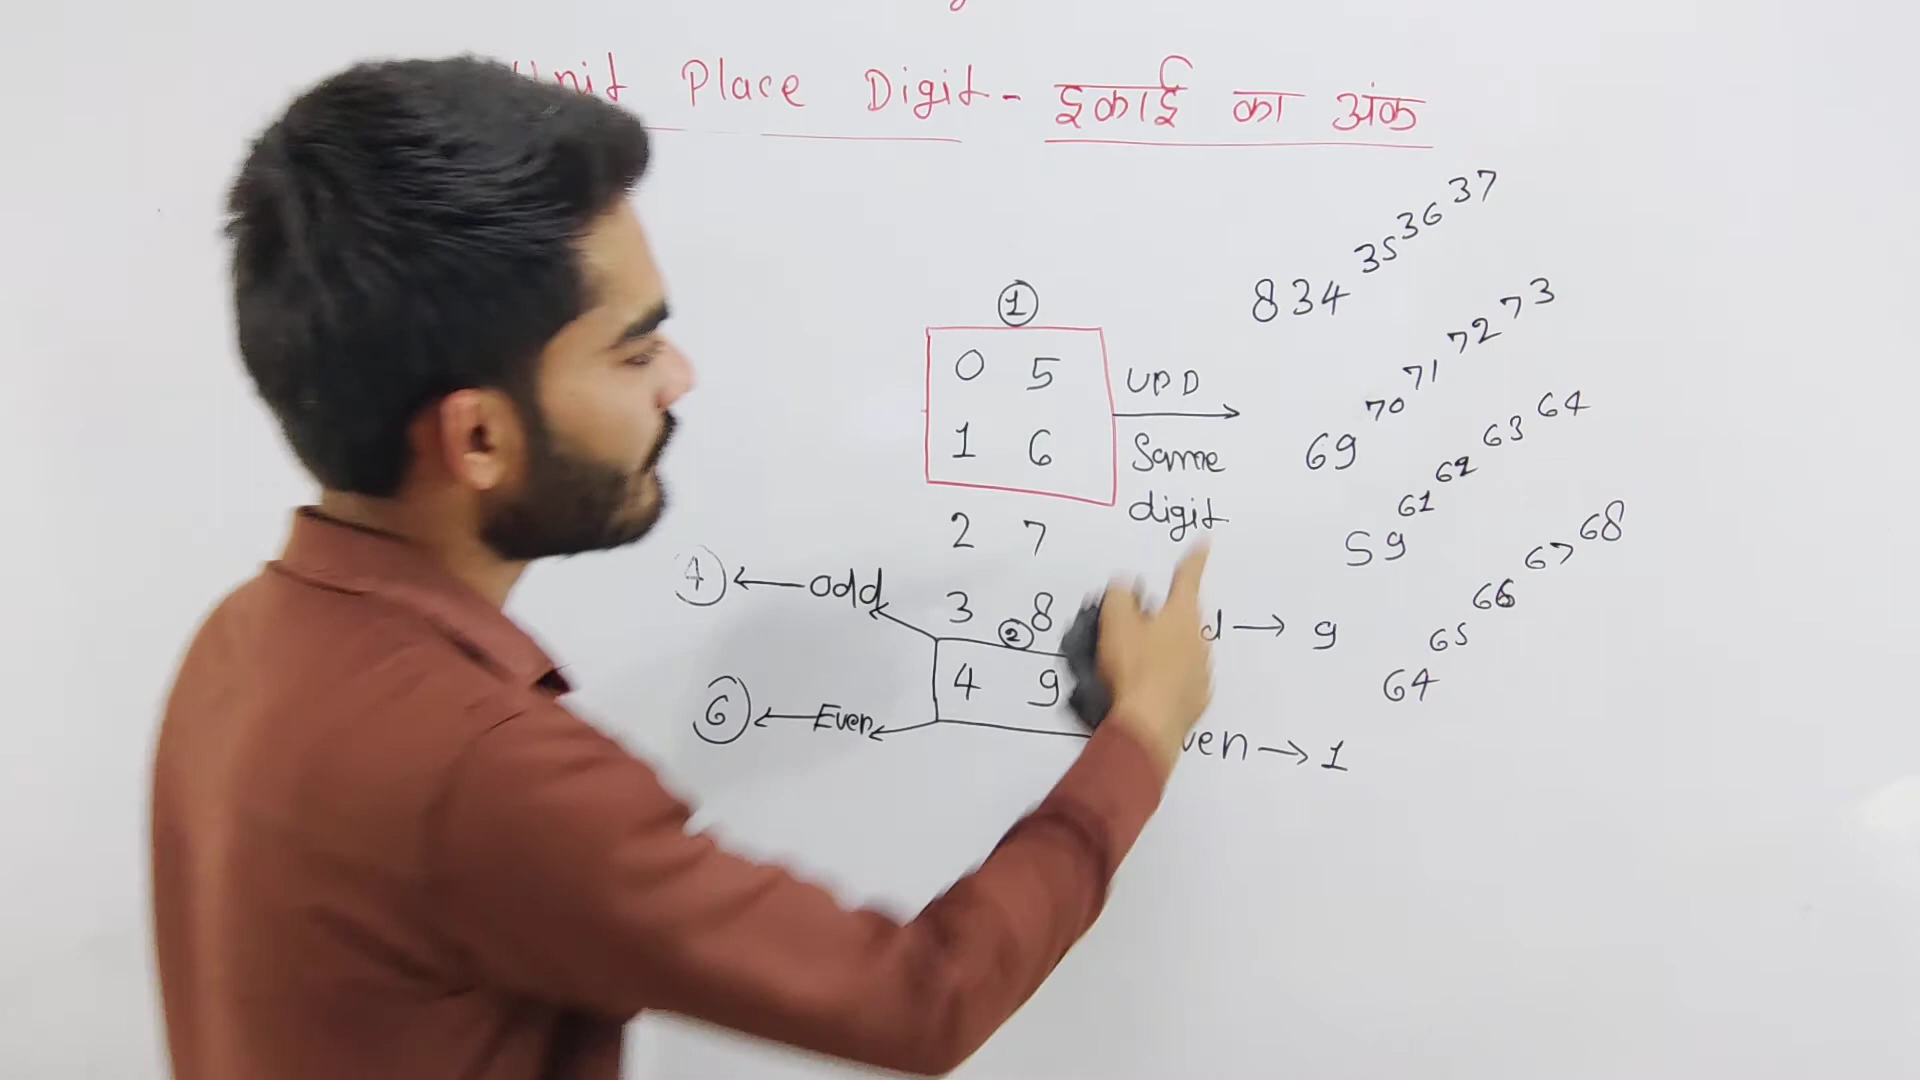 Unit Place Digit - इकाई का अंक
834 35 36 37
1
0 5
1 6
UPD
Same
digit
69 70 71 72 73
59 61 62 63 64
2 7
4 ← odd
3 8
2
→ 9
64 65 66 67 68
4 9
6 ← Even
→ 1